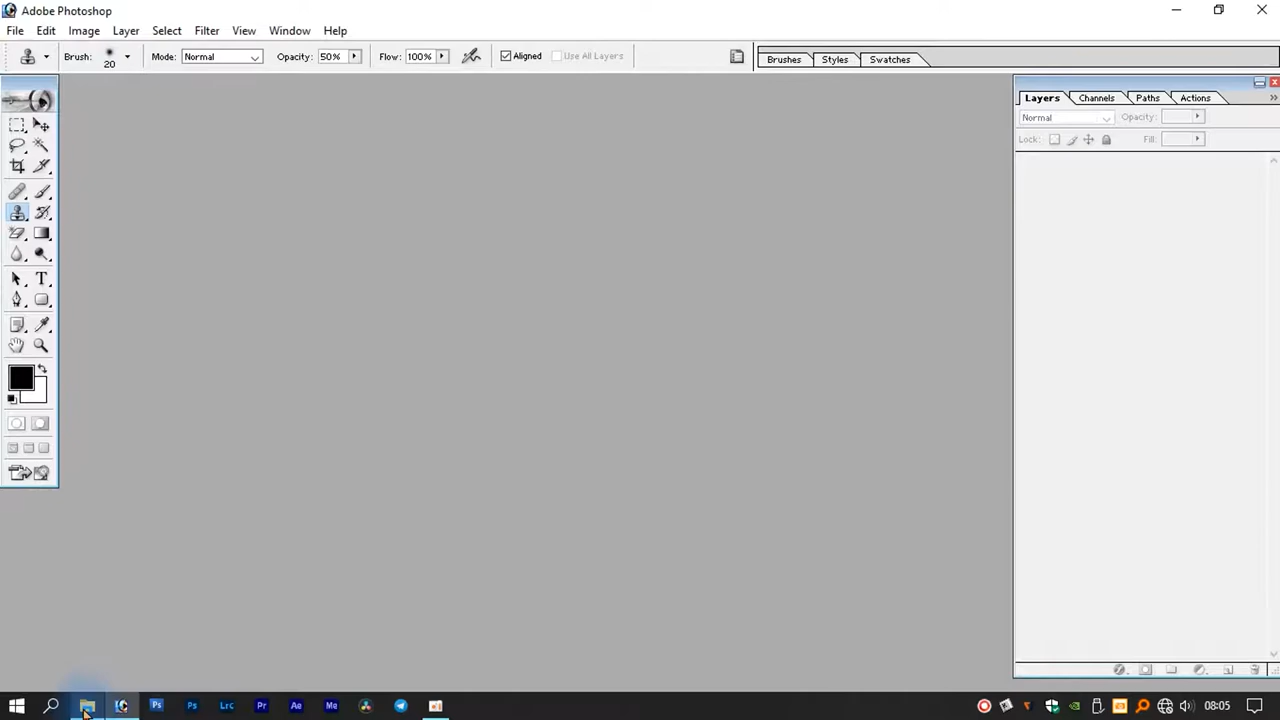 Adobe Photoshop
File Edit Image Layer Select Filter View Window Help
Brush: 20 Mode: Normal Opacity: 50% Flow: 100% Aligned Use All Layers Brushes Styles Swatches
Layers Channels Paths Actions
Normal Opacity:
Lock: Fill:
T
Ps Ps Lrc Pr Ae Me 08:05